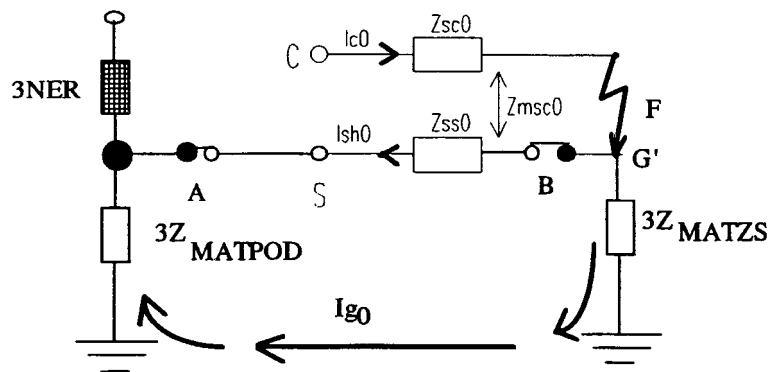 C Ic0 Zsc0
3NER
Zmsc0
F
Ish0 Zss0
A S B G'
3Z MATPOD
3Z MATZS
Ig0